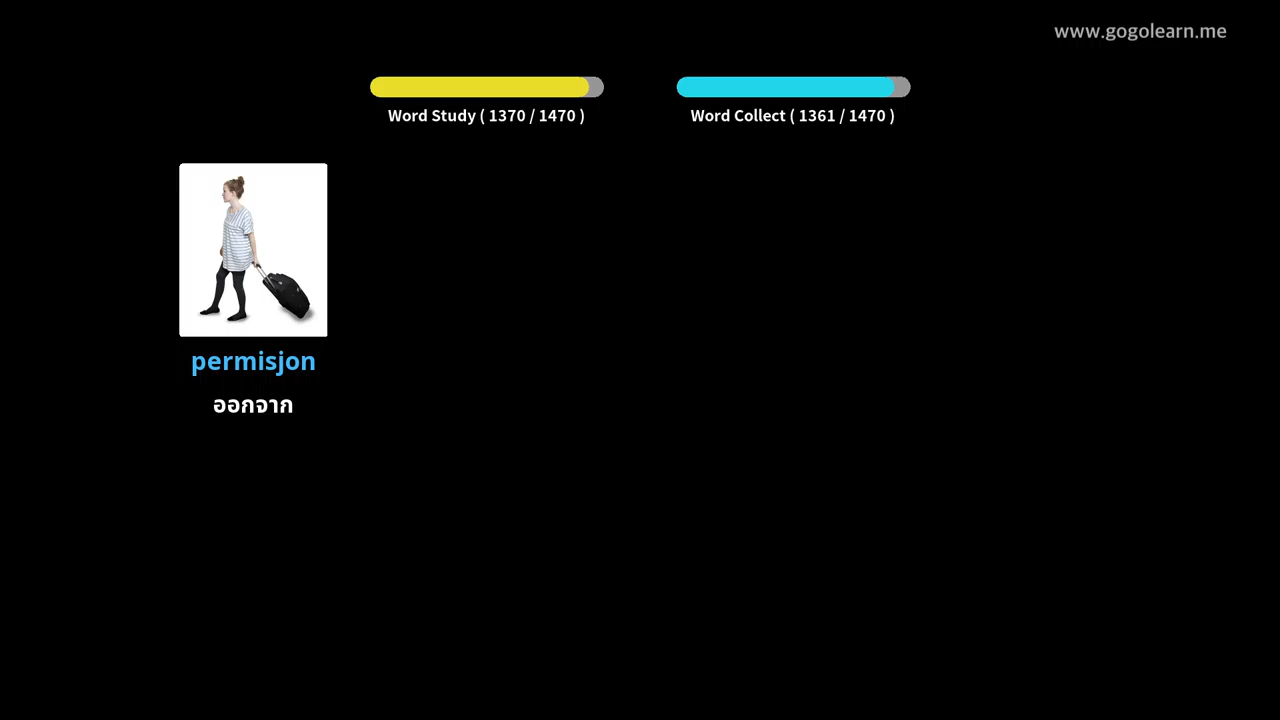 www.gogolearn.me
Word Study ( 1370 / 1470 )
Word Collect ( 1361 / 1470 )
permisjon
ออกจาก